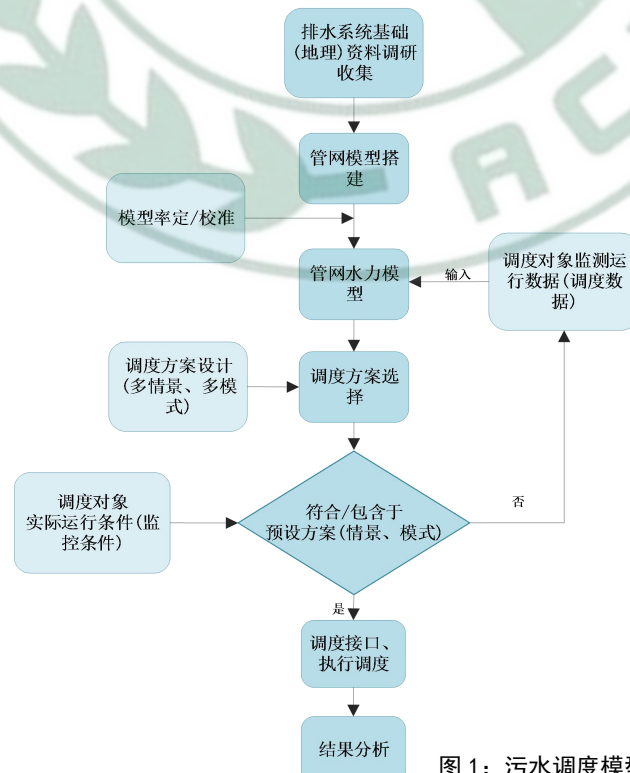 排水系统基础
(地理)资料调研
收集
管网模型搭
建
模型率定/校准
管网水力模
型
输入
调度对象监测运
行数据(调度数
据)
调度方案设计
(多情景、多模
式)
调度方案选
择
调度对象
实际运行条件(监
控条件)
符合/包含于
预设方案(情景、模式)
否
是
调度接口、
执行调度
结果分析
图1：污水调度模型
LAC